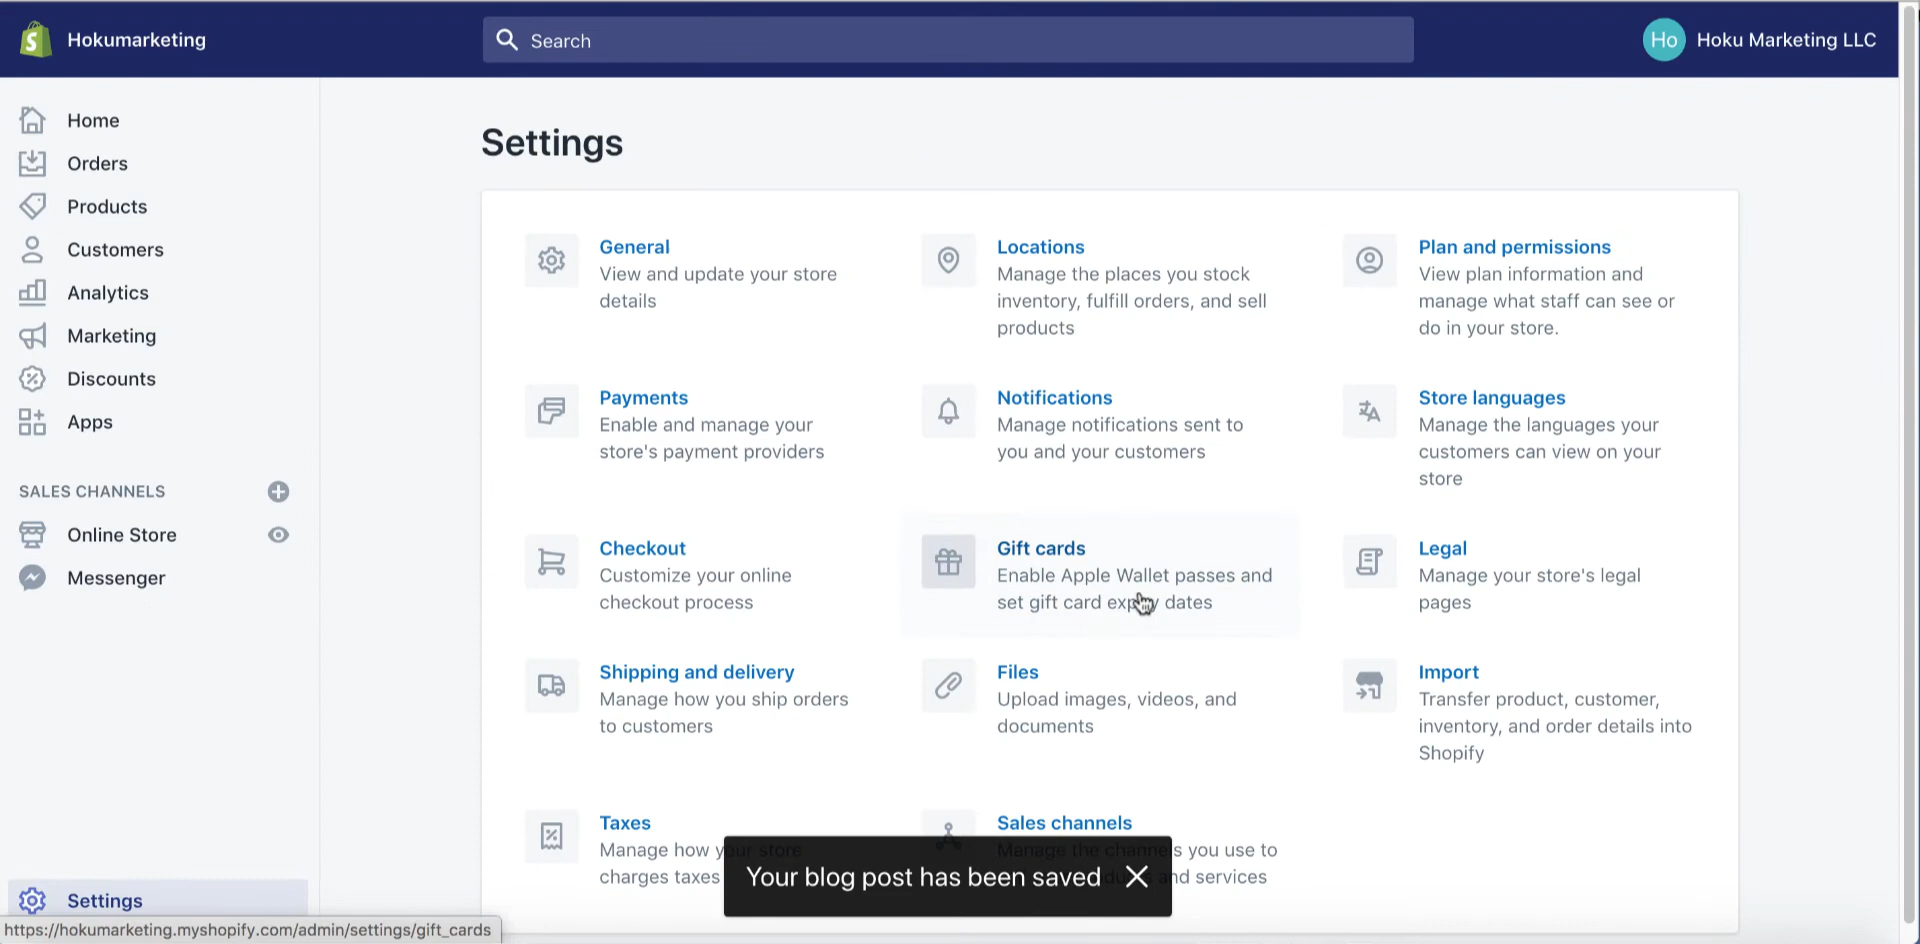 Hokumarketing
Search
Ho
Hoku Marketing LLC
Home
Orders
Products
Customers
Analytics
Marketing
Discounts
Apps
SALES CHANNELS
Online Store
Messenger
Settings
Settings
General
View and update your store
details
Locations
Manage the places you stock
inventory, fulfill orders, and sell
products
Plan and permissions
View plan information and
manage what staff can see or
do in your store.
Payments
Enable and manage your
store's payment providers
Notifications
Manage notifications sent to
you and your customers
Store languages
Manage the languages your
customers can view on your
store
Checkout
Customize your online
checkout process
Gift cards
Enable Apple Wallet passes and
set gift card expiry dates
Legal
Manage your store's legal
pages
Shipping and delivery
Manage how you ship orders
to customers
Files
Upload images, videos, and
documents
Import
Transfer product, customer,
inventory, and order details into
Shopify
Taxes
Manage how your store
charges taxes
Sales channels
Manage the channels you use to
and services
Your blog post has been saved
https://hokumarketing.myshopify.com/admin/settings/gift_cards